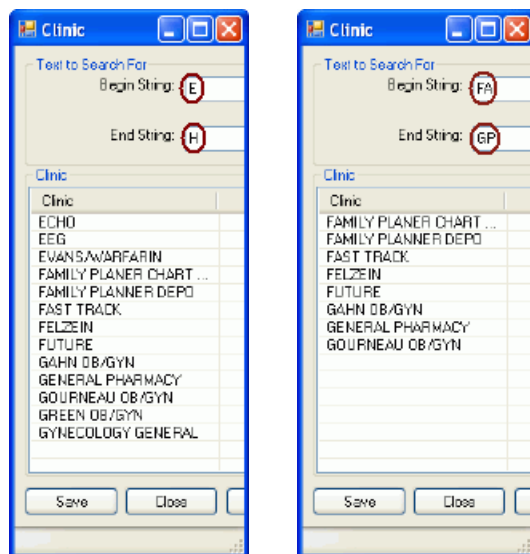 Clinic
Text to Search For
Begin String: E
End String: H
Clinic
Clinic
ECHO
EEG
EVANS/WARFARIN
FAMILY PLANER CHART ...
FAMILY PLANNER DEPO
FAST TRACK
FELZEIN
FUTURE
GAHN OB/GYN
GENERAL PHARMACY
GOURNEAU OB/GYN
GREEN OB/GYN
GYNECOLOGY GENERAL
Save Close
Clinic
Text to Search For
Begin String: FA
End String: GP
Clinic
Clinic
FAMILY PLANER CHART ...
FAMILY PLANNER DEPO
FAST TRACK
FELZEIN
FUTURE
GAHN OB/GYN
GENERAL PHARMACY
GOURNEAU OB/GYN
Save Close